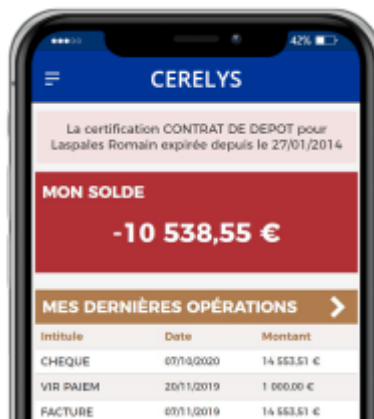 42%
CERELYS
La certification CONTRAT DE DEPOT pour
Laspales Romain expirée depuis le 27/01/2014
MON SOLDE
-10 538,55 €
MES DERNIÈRES OPÉRATIONS
Intitule Date Montant
CHEQUE 07/10/2020 14 553,51 €
VIR PAIEM 20/11/2019 1 000,00 €
FACTURE 07/11/2019 14 553,51 €